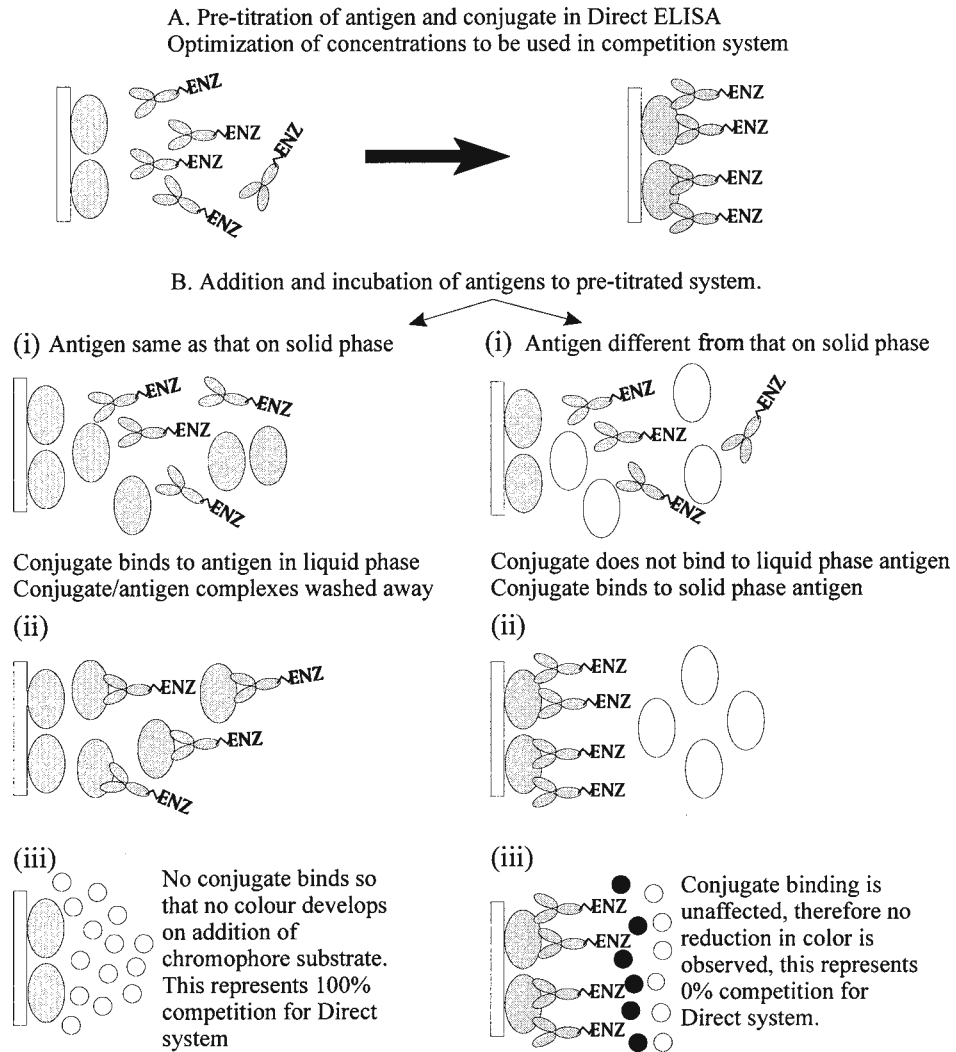 A. Pre-titration of antigen and conjugate in Direct ELISA
Optimization of concentrations to be used in competition system
ENZ
ENZ
ENZ
ENZ
ENZ
ENZ
ENZ
ENZ
ENZ
B. Addition and incubation of antigens to pre-titrated system.
(i) Antigen same as that on solid phase
ENZ
ENZ
ENZ
ENZ
Conjugate binds to antigen in liquid phase
Conjugate/antigen complexes washed away
(ii)
ENZ
ENZ
ENZ
ENZ
(iii)
No conjugate binds so
that no colour develops
on addition of
chromophore substrate.
This represents 100%
competition for Direct
system
(i) Antigen different from that on solid phase
ENZ
ENZ
ENZ
ENZ
Conjugate does not bind to liquid phase antigen
Conjugate binds to solid phase antigen
(ii)
ENZ
ENZ
ENZ
ENZ
(iii)
ENZ
ENZ
ENZ
ENZ
Conjugate binding is
unaffected, therefore no
reduction in color is
observed, this represents
0% competition for
Direct system.